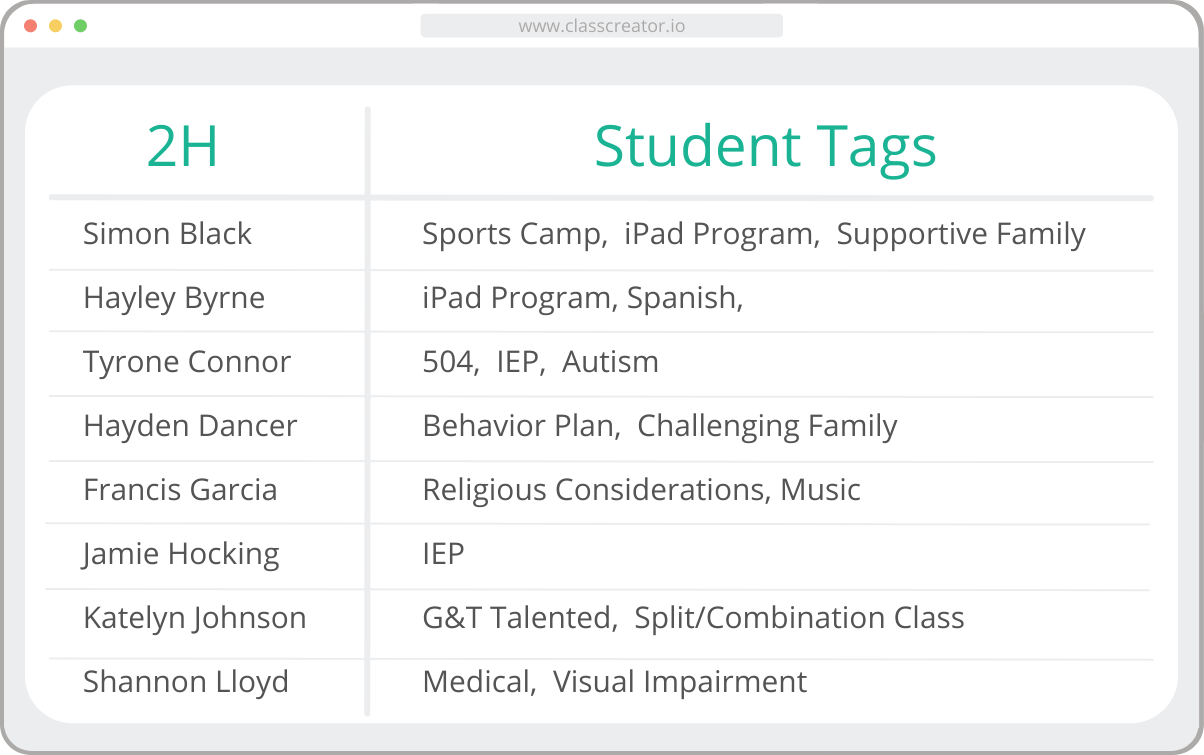 www.classcreator.io
2H Student Tags
Simon Black Sports Camp, iPad Program, Supportive Family
Hayley Byrne iPad Program, Spanish,
Tyrone Connor 504, IEP, Autism
Hayden Dancer Behavior Plan, Challenging Family
Francis Garcia Religious Considerations, Music
Jamie Hocking IEP
Katelyn Johnson G&T Talented, Split/Combination Class
Shannon Lloyd Medical, Visual Impairment